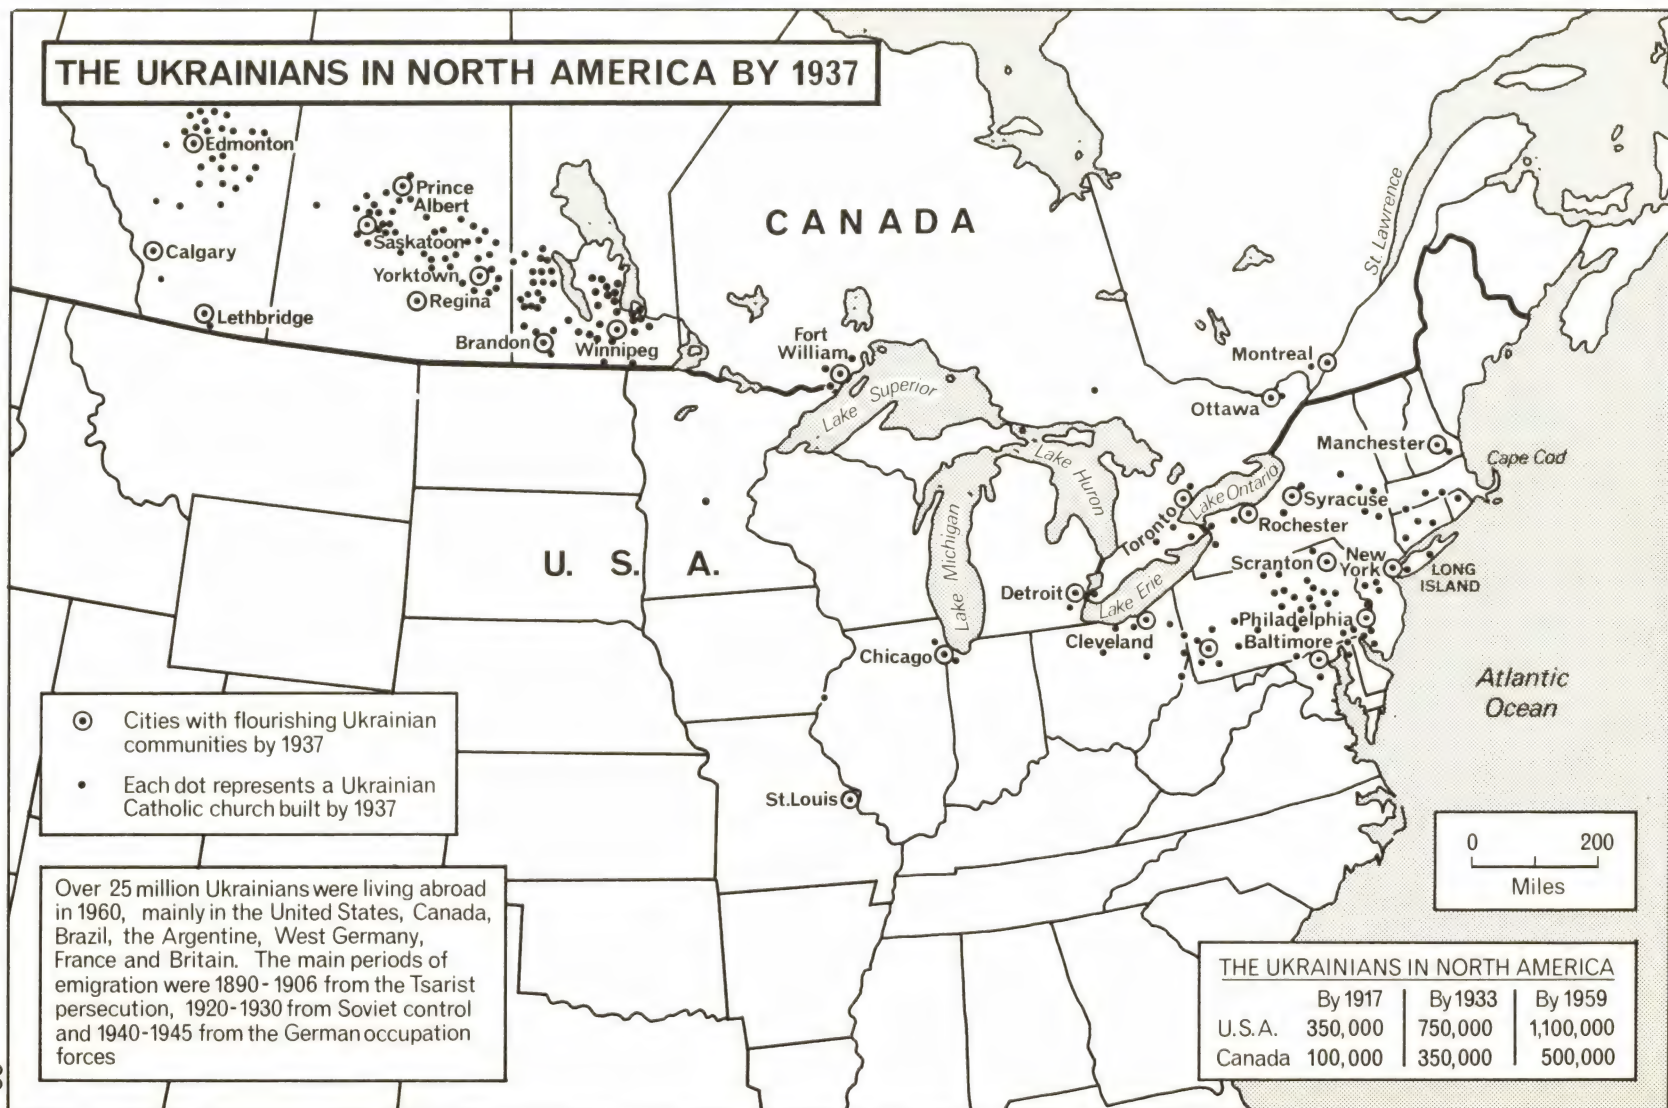 THE UKRAINIANS IN NORTH AMERICA BY 1937
Edmonton
Prince
Albert
Saskatoon
Calgary
Yorktown
Regina
Lethbridge
Brandon
Winnipeg
CANADA
Fort
William
Lake Superior
St. Lawrence
Montreal
Ottawa
Manchester
Cape Cod
Lake Huron
Lake Michigan
Lake Ontario
Toronto
Syracuse
Rochester
U. S. A.
Scranton
New
York
LONG
ISLAND
Detroit
Lake Erie
Cleveland
Philadelphia
Baltimore
Chicago
Atlantic
Ocean
St. Louis
Cities with flourishing Ukrainian
communities by 1937
Each dot represents a Ukrainian
Catholic church built by 1937
Over 25 million Ukrainians were living abroad
in 1960, mainly in the United States, Canada,
Brazil, the Argentine, West Germany,
France and Britain. The main periods of
emigration were 1890-1906 from the Tsarist
persecution, 1920-1930 from Soviet control
and 1940-1945 from the German occupation
forces
0 200
Miles
THE UKRAINIANS IN NORTH AMERICA
By 1917 By 1933 By 1959
U.S.A. 350,000 750,000 1,100,000
Canada 100,000 350,000 500,000